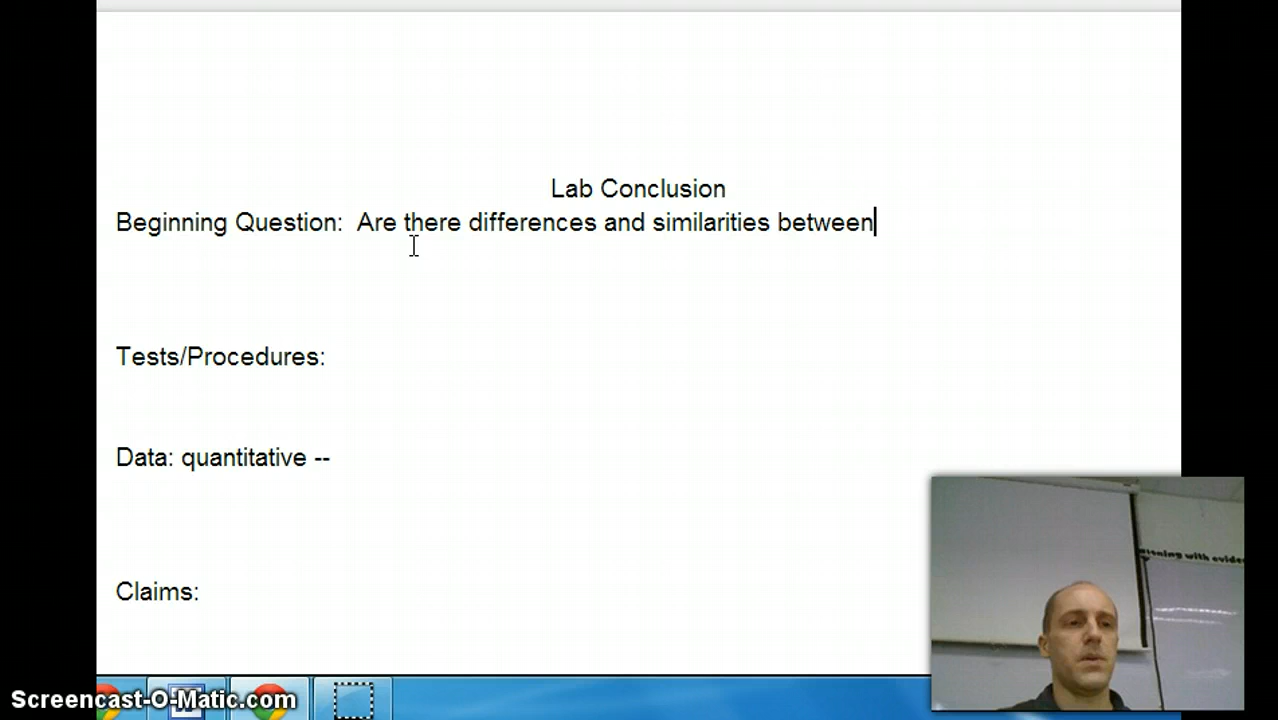 Lab Conclusion
Beginning Question: Are there differences and similarities between
Tests/Procedures:
Data: quantitative --
Claims:
Screencast-O-Matic.com